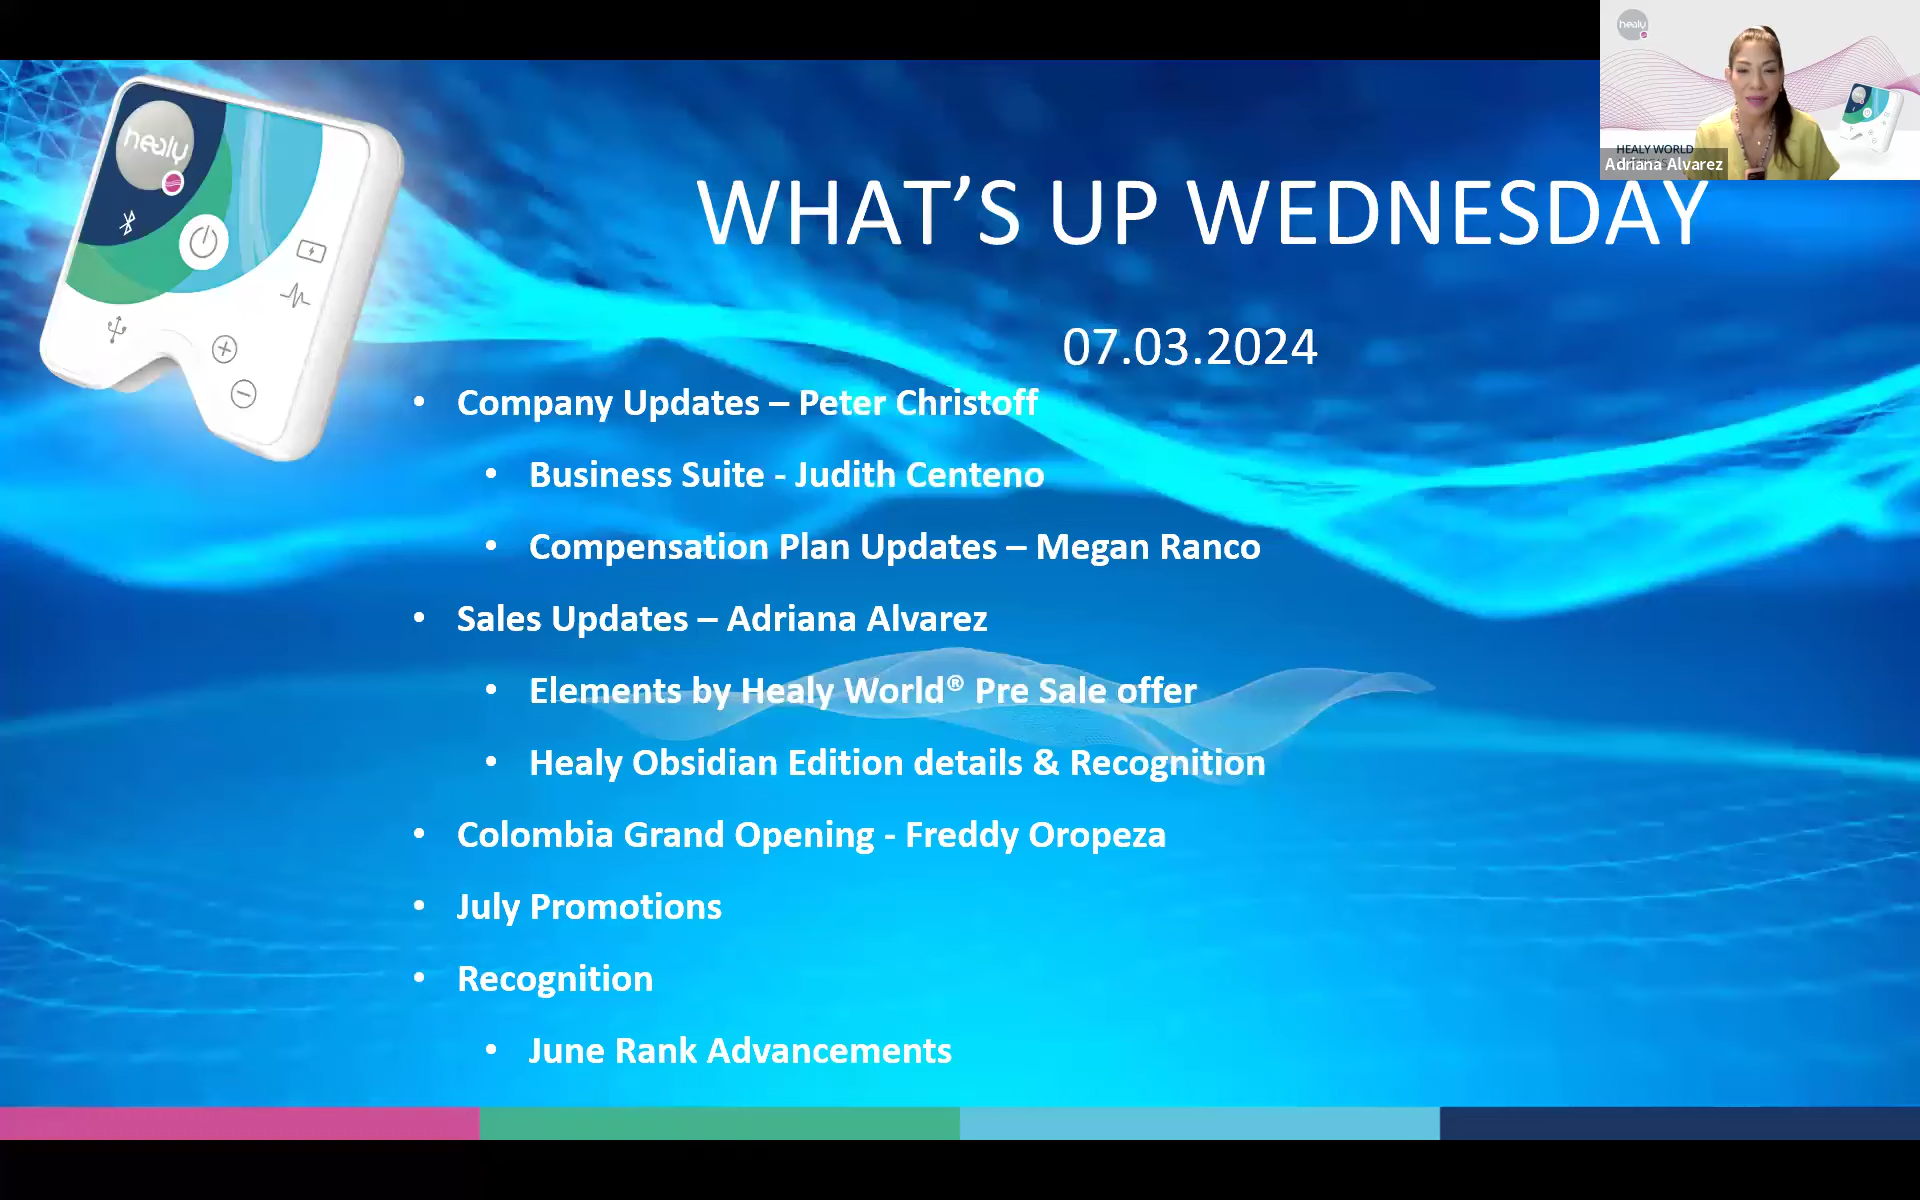 healy
HEALY WORLD
Adriana Alvarez
healy
WHAT’S UP WEDNESDAY
07.03.2024
• Company Updates – Peter Christoff
• Business Suite - Judith Centeno
• Compensation Plan Updates – Megan Ranco
• Sales Updates – Adriana Alvarez
• Elements by Healy World® Pre Sale offer
• Healy Obsidian Edition details & Recognition
• Colombia Grand Opening - Freddy Oropeza
• July Promotions
• Recognition
• June Rank Advancements